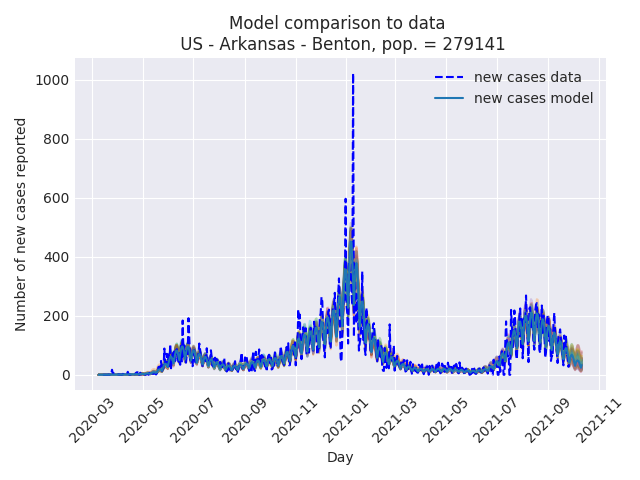 Model comparison to data
US - Arkansas - Benton, pop. = 279141
new cases data
new cases model
Number of new cases reported
1000
800
600
400
200
0
2020-03
2020-05
2020-07
2020-09
2020-11
2021-01
2021-03
2021-05
2021-07
2021-09
2021-11
Day